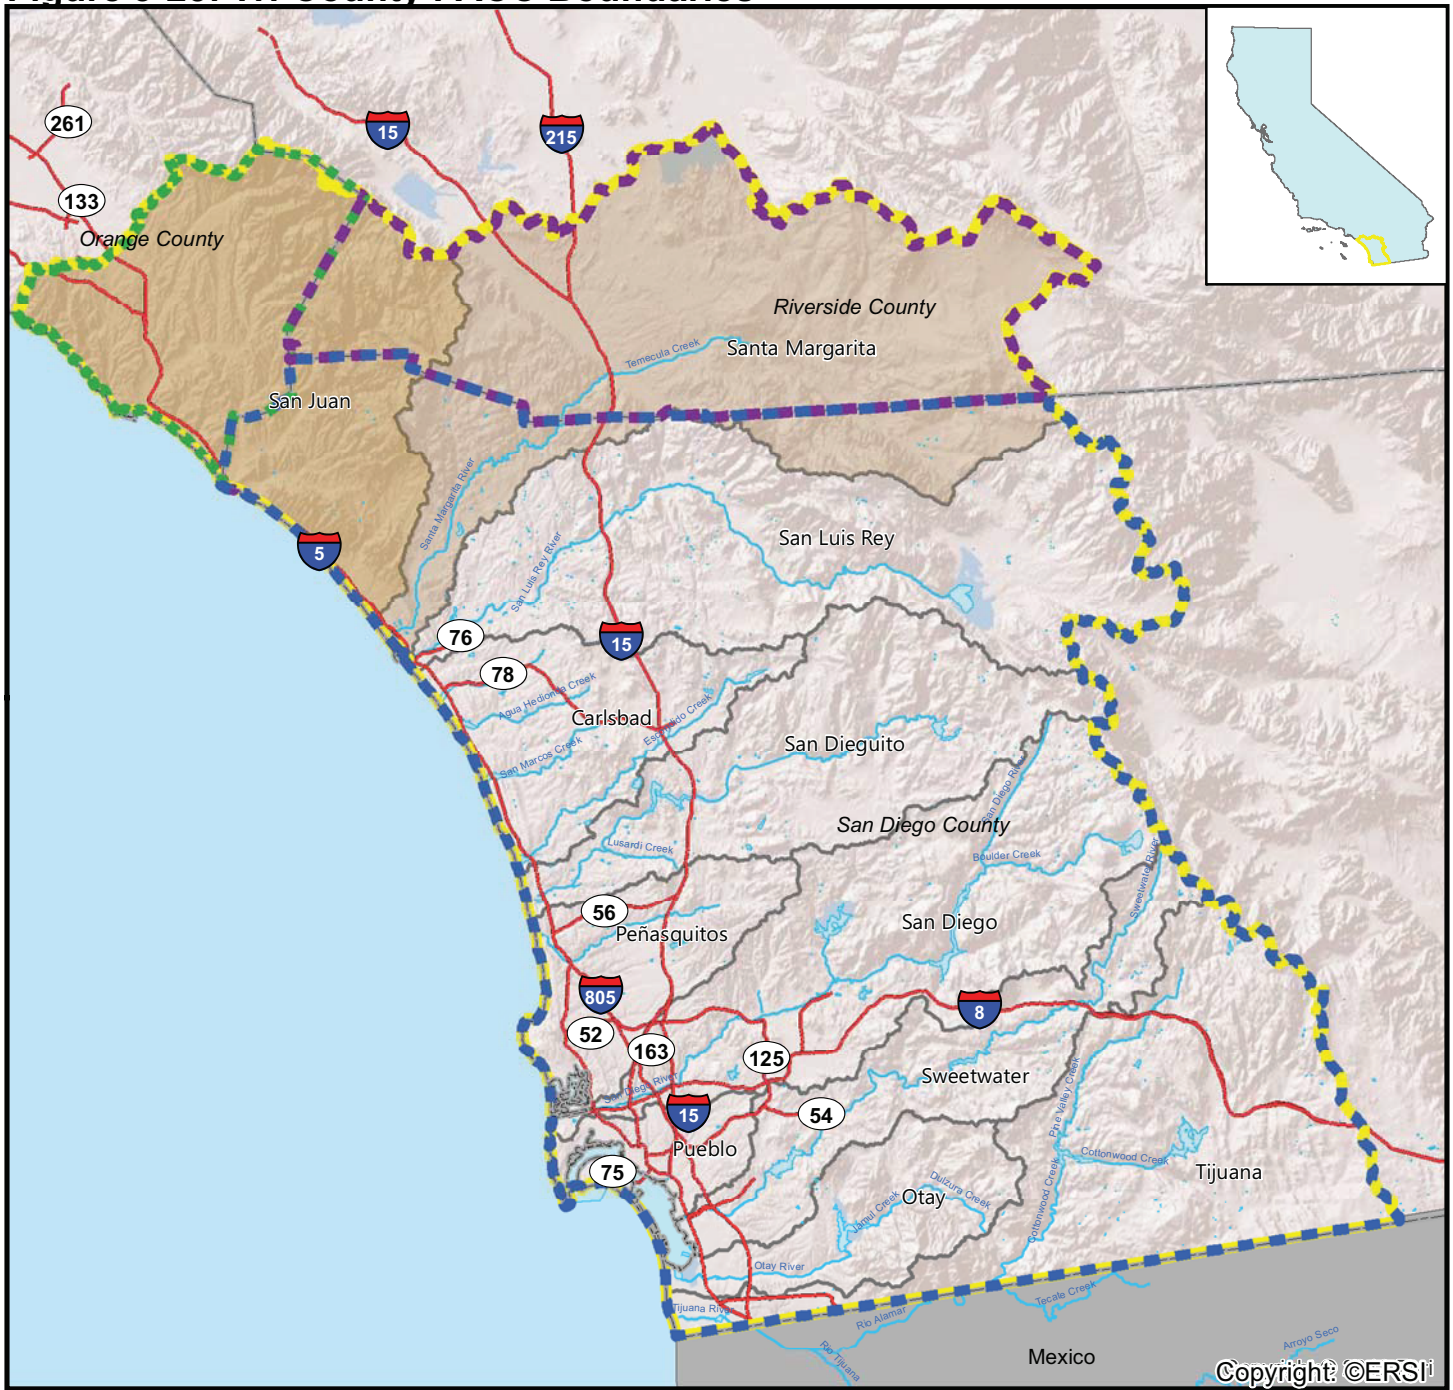 261
133
15
215
Orange County
Riverside County
Temecula Creek
Santa Margarita
San Juan
Santa Margarita River
San Luis Rey River
San Luis Rey
5
76
15
78
Agua Hedionda Creek
Carlsbad
Escondido Creek
San Marcos Creek
San Dieguito
San Diego River
San Diego County
Lusardi Creek
Boulder Creek
Sweetwater River
56
Peñasquitos
San Diego
805
8
52
163
125
San Diego River
Sweetwater
15
54
Pine Valley Creek
Pueblo
Cottonwood Creek
75
Tijuana
Dulzura Creek
Otay
Jamul Creek
Cottonwood Creek
Otay River
Tijuana River
Tecate Creek
Rio Alamar
Rio Tijuana
Arroyo Seco
Mexico
Copyright: ©ERSI